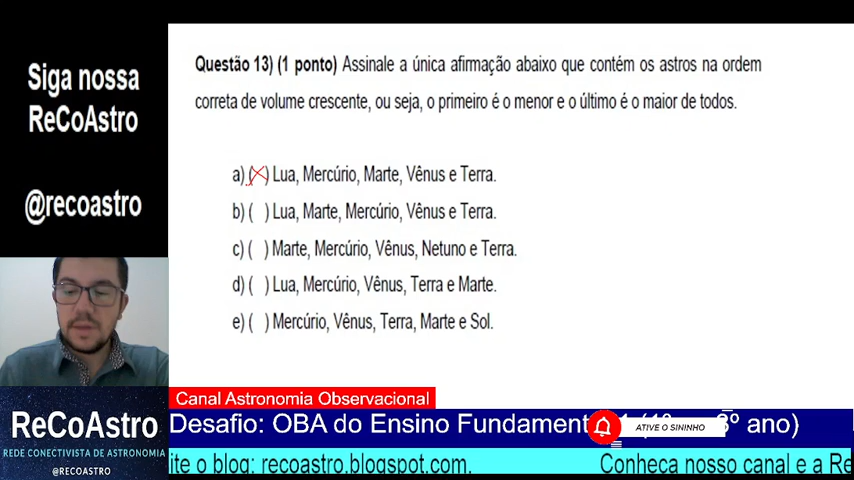 Siga nossa
ReCoAstro
@recoastro
Questão 13) (1 ponto) Assinale a única afirmação abaixo que contém os astros na ordem
correta de volume crescente, ou seja, o primeiro é o menor e o último é o maior de todos.
a) (X) Lua, Mercúrio, Marte, Vênus e Terra.
b) ( ) Lua, Marte, Mercúrio, Vênus e Terra.
c) ( ) Marte, Mercúrio, Vênus, Netuno e Terra.
d) ( ) Lua, Mercúrio, Vênus, Terra e Marte.
e) ( ) Mercúrio, Vênus, Terra, Marte e Sol.
Canal Astronomia Observacional
ReCoAstro
REDE CONECTIVISTA DE ASTRONOMIA
@RECOASTRO
Desafio: OBA do Ensino Fundament ano)
ATIVE O SININHO
ite o blog: recoastro.blogspot.com. Conheça nosso canal e a Re